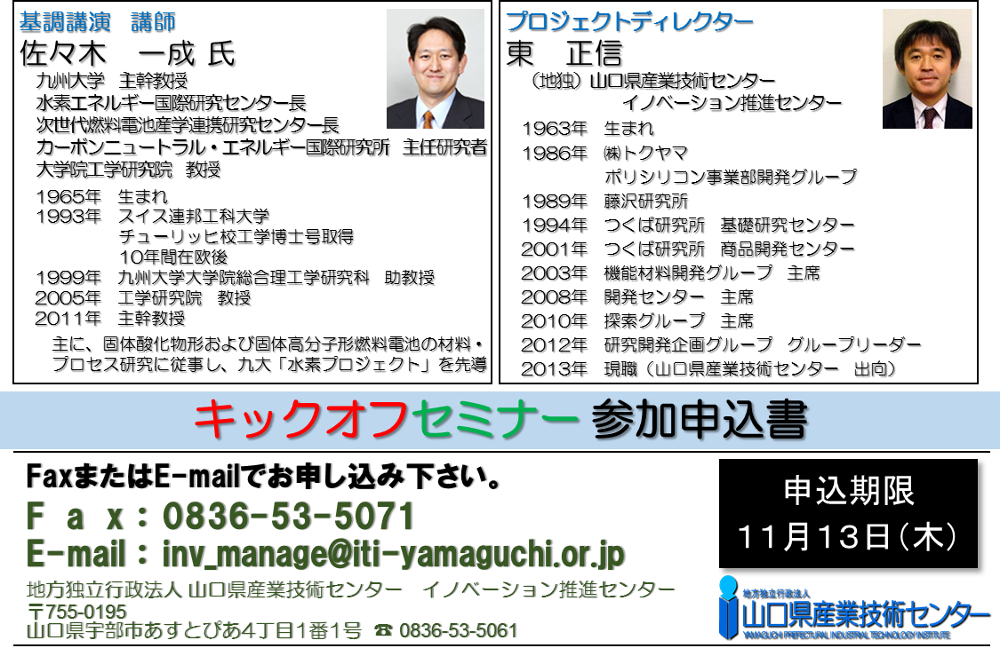 基調講演　講師
佐々木　一成 氏
九州大学　主幹教授
水素エネルギー国際研究センター長
次世代燃料電池産学連携研究センター長
カーボンニュートラル・エネルギー国際研究所　主任研究者
大学院工学研究院　教授
1965年　生まれ
1993年　スイス連邦工科大学
チューリッヒ校工学博士号取得
10年間在欧後
1999年　九州大学大学院総合理工学研究科　助教授
2005年　工学研究院　教授
2011年　主幹教授
主に、固体酸化物形および固体高分子形燃料電池の材料・
プロセス研究に従事し、九大「水素プロジェクト」を先導
プロジェクトディレクター
東　正信
（地独）山口県産業技術センター
イノベーション推進センター
1963年　生まれ
1986年　㈱トクヤマ
ポリシリコン事業部開発グループ
1989年　藤沢研究所
1994年　つくば研究所　基礎研究センター
2001年　つくば研究所　商品開発センター
2003年　機能材料開発グループ　主席
2008年　開発センター　主席
2010年　探索グループ　主席
2012年　研究開発企画グループ　グループリーダー
2013年　現職（山口県産業技術センター　出向）
キックオフセミナー 参加申込書
FaxまたはE-mailでお申し込み下さい。
Ｆ ａ ｘ： 0836-53-5071
E-mail： inv_manage@iti-yamaguchi.or.jp
地方独立行政法人 山口県産業技術センター　イノベーション推進センター
〒755-0195
山口県宇部市あすとぴあ4丁目1番1号 ☎ 0836-53-5061
申込期限
１１月１３日（木）
地方独立行政法人
山口県産業技術センター
YAMAGUCHI PREFECTURAL INDUSTRIAL TECHNOLOGY INSTITUTE